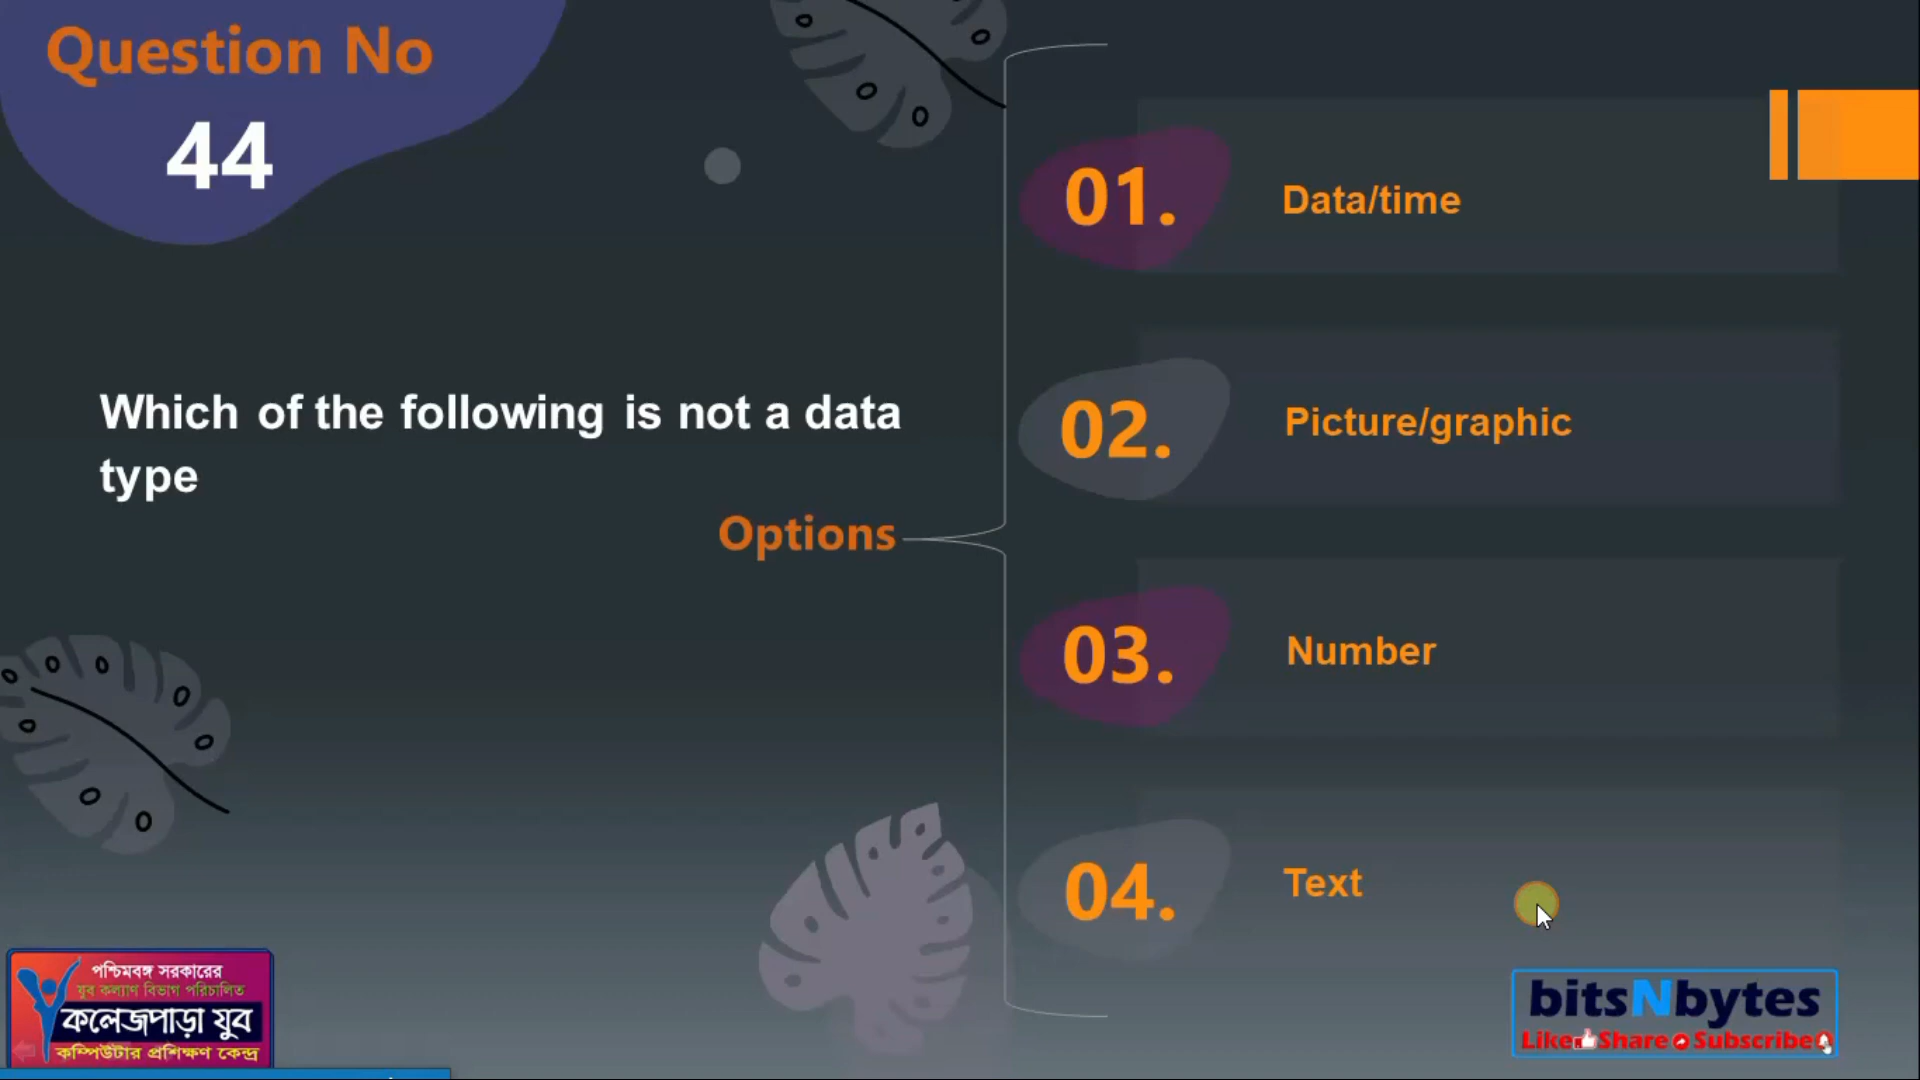 Question No
44
Which of the following is not a data
type
Options
01.
Data/time
02.
Picture/graphic
03.
Number
04.
Text
পশ্চিমবঙ্গ সরকারের
যুব কল্যাণ বিভাগ পরিচালিত
কলেজপাড়া যুব
কম্পিউটার প্রশিক্ষণ কেন্দ্র
bitsNbytes
Like Share Subscribe